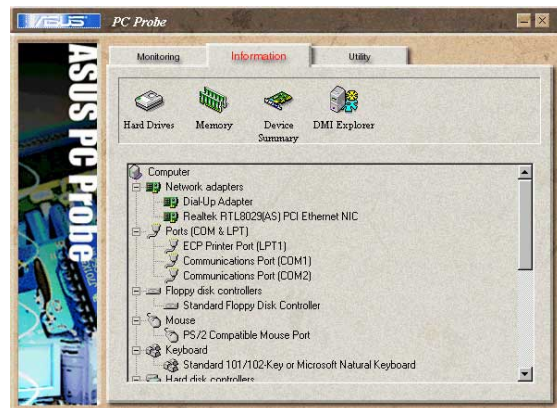 ASUS PC Probe
ASUS PC Probe
Monitoring
Information
Utility
Hard Drives
Memory
Device
Summary
DMI Explorer
Computer
Network adapters
Dial-Up Adapter
Realtek RTL8029(AS) PCI Ethernet NIC
Ports (COM & LPT)
ECP Printer Port (LPT1)
Communications Port (COM1)
Communications Port (COM2)
Floppy disk controllers
Standard Floppy Disk Controller
Mouse
PS/2 Compatible Mouse Port
Keyboard
Standard 101/102-Key or Microsoft Natural Keyboard
Hard disk controllers